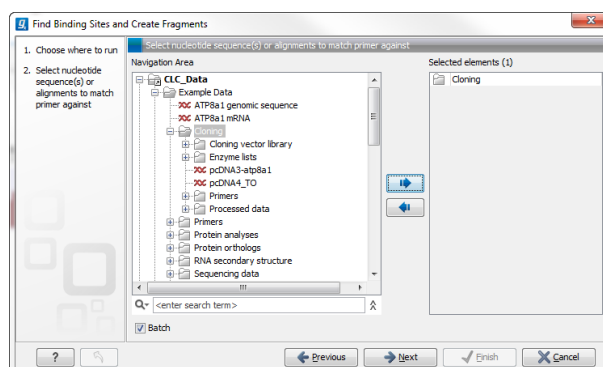 Find Binding Sites and Create Fragments
1. Choose where to run
2. Select nucleotide
sequence(s) or
alignments to match
primer against
Select nucleotide sequence(s) or alignments to match primer against
Navigation Area
CLC_Data
Example Data
ATP8a1 genomic sequence
ATP8a1 mRNA
Cloning
Cloning vector library
Enzyme lists
pcDNA3-atp8a1
pcDNA4_TO
Primers
Processed data
Primers
Protein analyses
Protein orthologs
RNA secondary structure
Sequencing data
<enter search term>
Batch
Selected elements (1)
Cloning
?
Previous
Next
Finish
Cancel